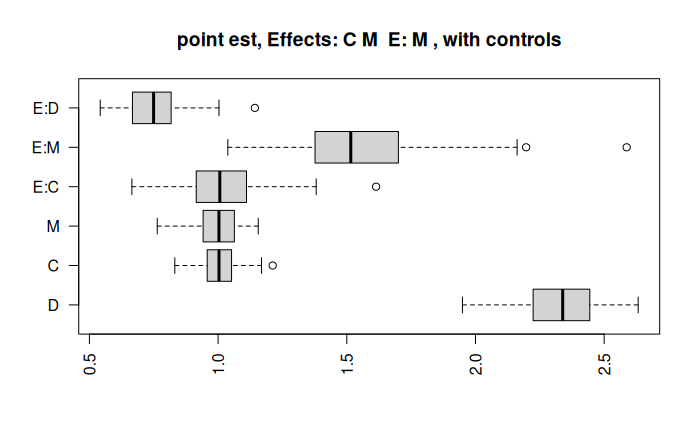 point est, Effects: C M  E: M , with controls
E:D
E:M
E:C
M
C
D
0.5
1.0
1.5
2.0
2.5